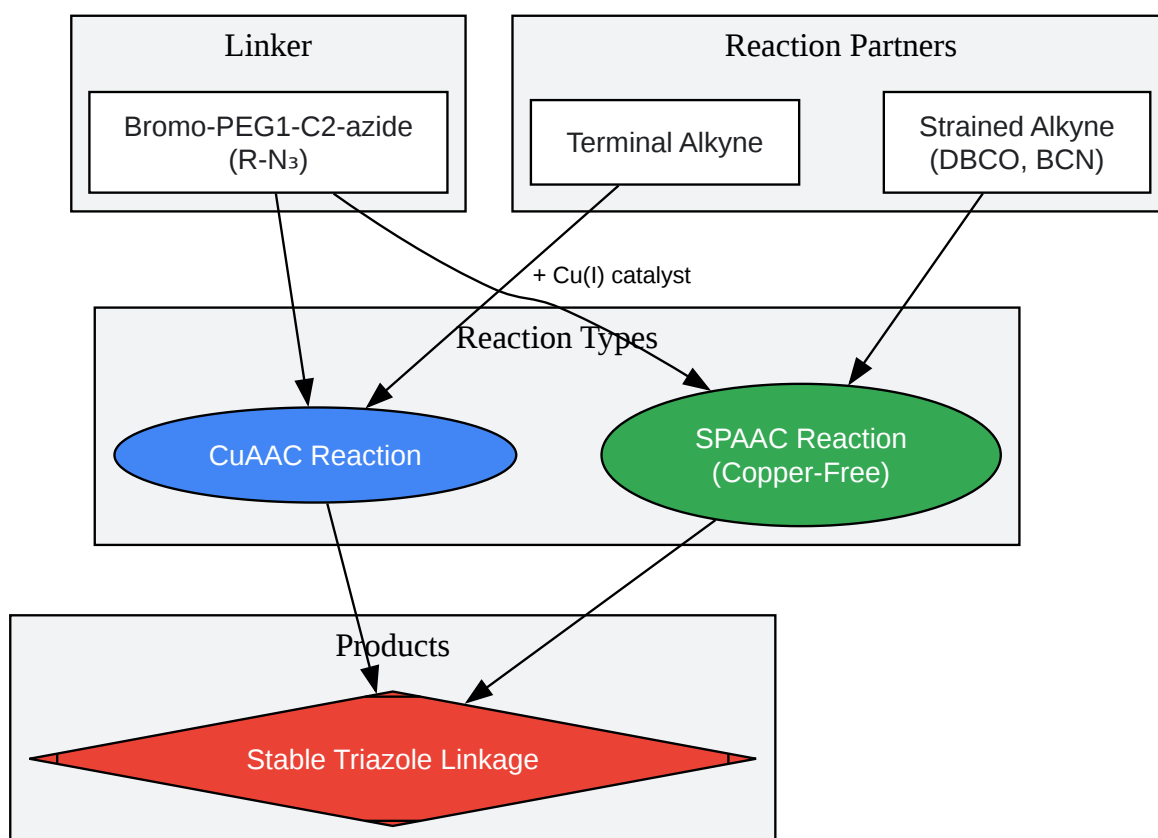 Linker
Reaction Partners
Bromo-PEG1-C2-azide
(R-N₃)
Terminal Alkyne
Strained Alkyne
(DBCO, BCN)
+ Cu(I) catalyst
Reaction Types
CuAAC Reaction
SPAAC Reaction
(Copper-Free)
Products
Stable Triazole Linkage